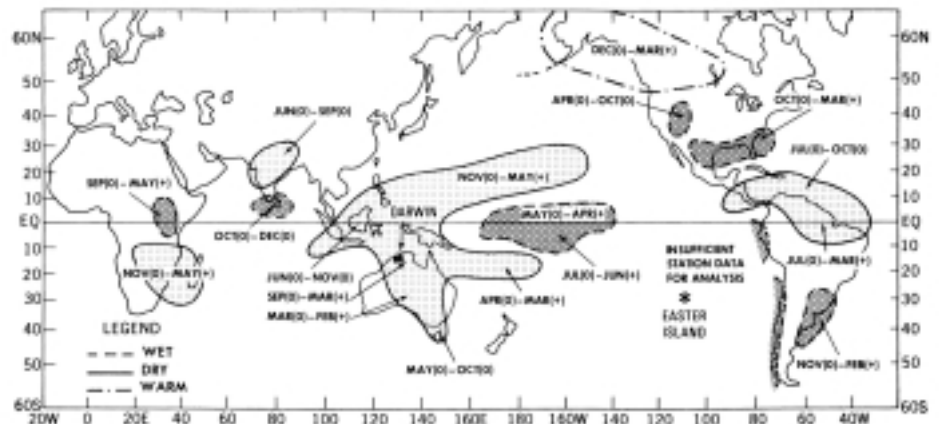 60N
60N
DEC(0)-MAR(+)
50
50
APR(0)-OCT(0)
OCT(0)-MAR(+)
40
40
JUN(0)-SEP(0)
30
30
JUL(0)-OCT(0)
20
20
SEP(0)-MAY(+)
NOV(0)-MAY(+)
10
10
DARWIN
MAY(0)-APR(+)
EQ
EQ
OCT(0)-DEC(0)
10
10
INSUFFICIENT
STATION DATA
FOR ANALYSIS
NOV(0)-MAY(+)
JUN(0)-NOV(0)
JUL(0)-JUN(+)
JUL(0)-MAR(+)
20
20
SEP(0)-MAR(+)
APR(0)-MAR(+)
30
30
MAR(0)-FEB(+)
*
EASTER
ISLAND
LEGEND
40
40
WET
DRY
WARM
MAY(0)-OCT(0)
NOV(0)-FEB(+)
50
50
60S
60S
20W 0 20E 40 60 80 100 120 140 160E 180 160W 140 120 100 80 60 40W